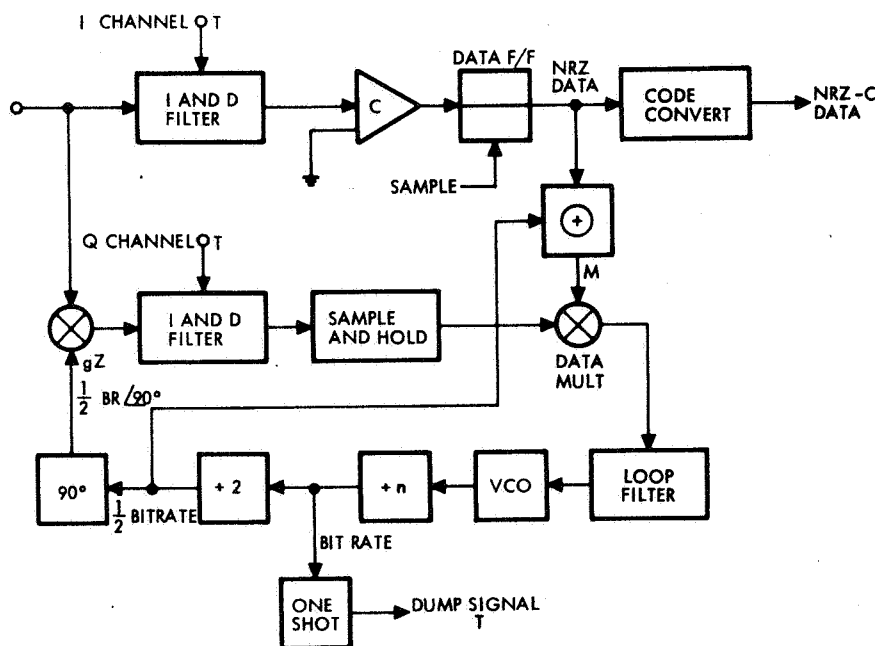 I CHANNEL T
I AND D
FILTER
C
DATA F/F
NRZ
DATA
CODE
CONVERT
NRZ-C
DATA
SAMPLE
+
M
Q CHANNEL T
I AND D
FILTER
SAMPLE
AND HOLD
DATA
MULT
gZ
1/2 BR/90°
90°
1/2 BITRATE
+ 2
+ n
VCO
LOOP
FILTER
BIT RATE
ONE
SHOT
DUMP SIGNAL
T